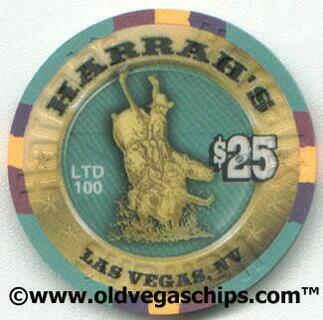 HARRAH'S
$25
LTD
100
LAS VEGAS, NV
©www.oldvegaschips.com™